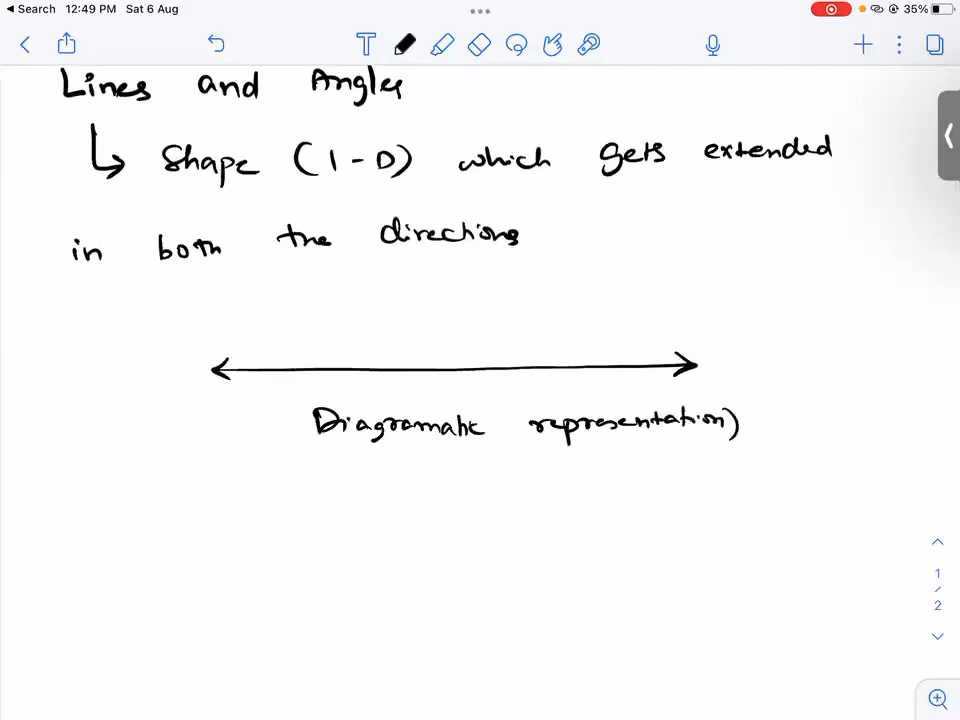 Search 12:49 PM Sat 6 Aug 35%
T
Lines and Angles
Shape (1-D) which gets extended
in both the directions
Diagramatic representation)
1
/
2